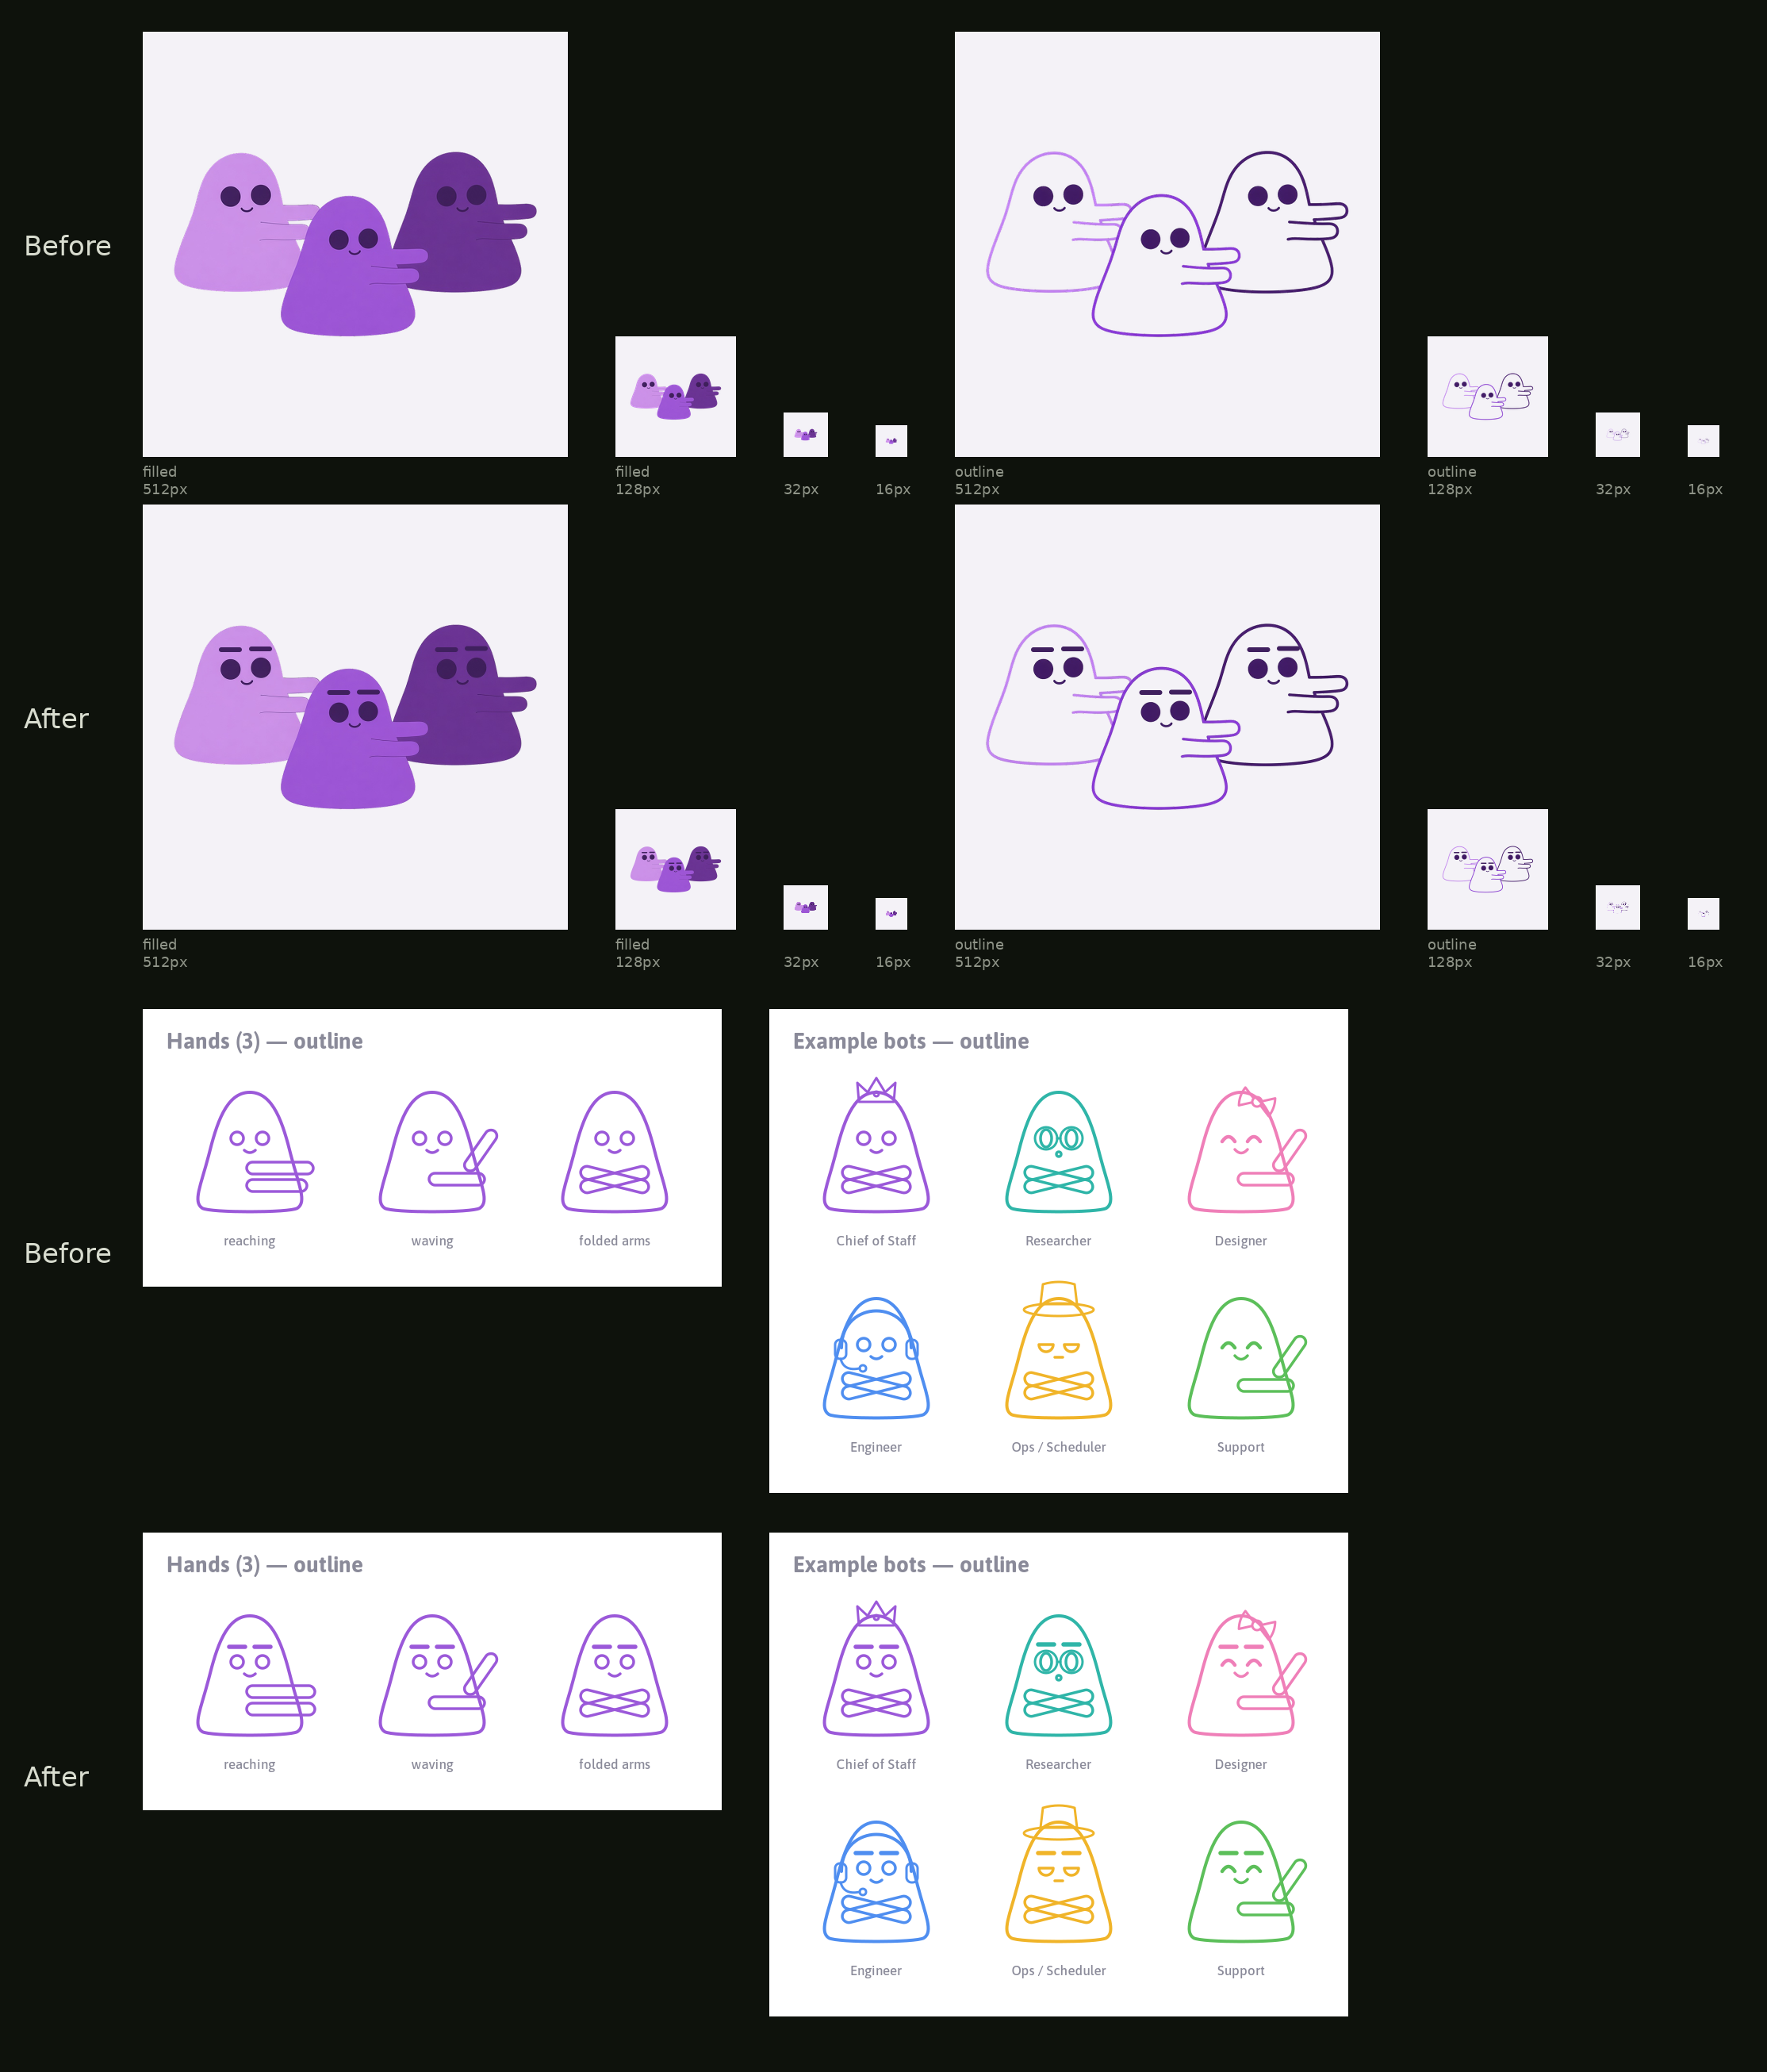 Before
filled
512px
filled
128px
32px
16px
outline
512px
outline
128px
32px
16px
After
filled
512px
filled
128px
32px
16px
outline
512px
outline
128px
32px
16px
Before
Hands (3) — outline
reaching
waving
folded arms
Example bots — outline
Chief of Staff
Researcher
Designer
Engineer
Ops / Scheduler
Support
After
Hands (3) — outline
reaching
waving
folded arms
Example bots — outline
Chief of Staff
Researcher
Designer
Engineer
Ops / Scheduler
Support